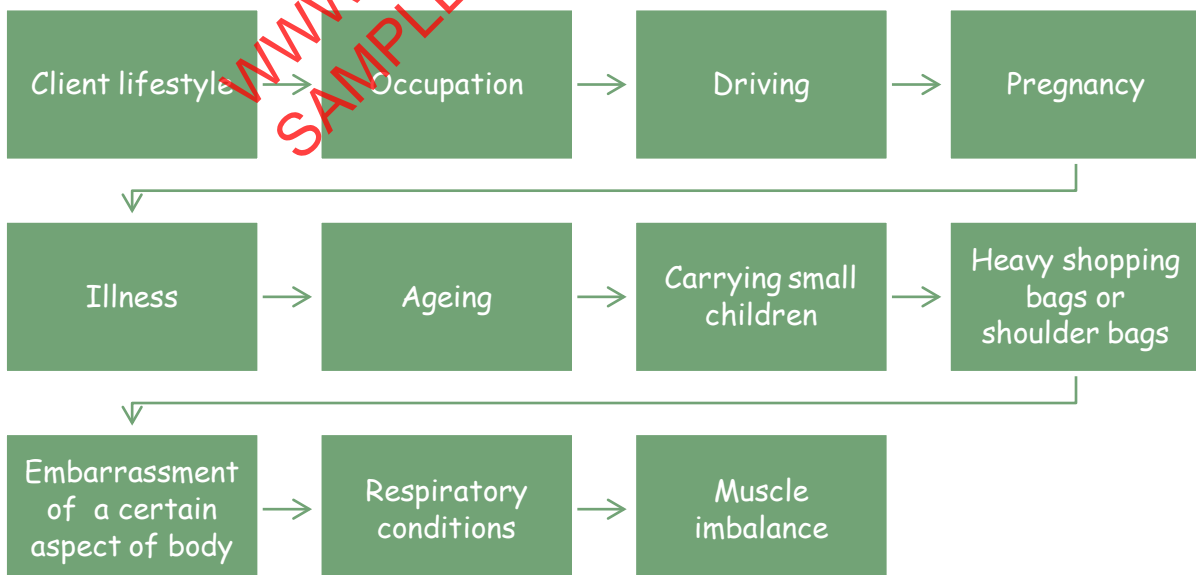 WWW
SAMPLE
Client lifestyle
Occupation
Driving
Pregnancy
Illness
Ageing
Carrying small
children
Heavy shopping
bags or
shoulder bags
Embarrassment
of a certain
aspect of body
Respiratory
conditions
Muscle
imbalance